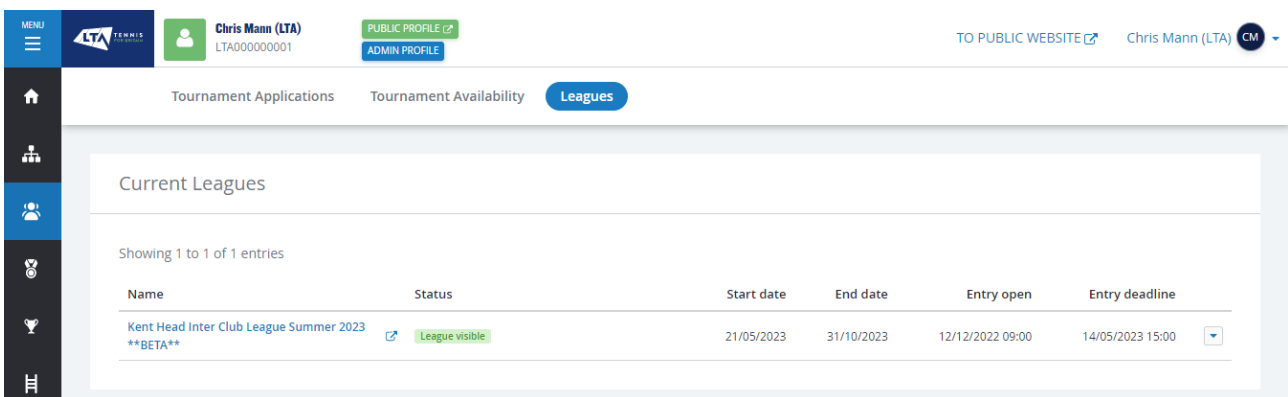 MENU
LTA TENNIS
FOR BRITAIN
Chris Mann (LTA)
LTA000000001
PUBLIC PROFILE
ADMIN PROFILE
TO PUBLIC WEBSITE
Chris Mann (LTA) CM
Tournament Applications Tournament Availability Leagues
Current Leagues
Showing 1 to 1 of 1 entries
Name Status Start date End date Entry open Entry deadline
Kent Head Inter Club League Summer 2023
**BETA**
League visible 21/05/2023 31/10/2023 12/12/2022 09:00 14/05/2023 15:00